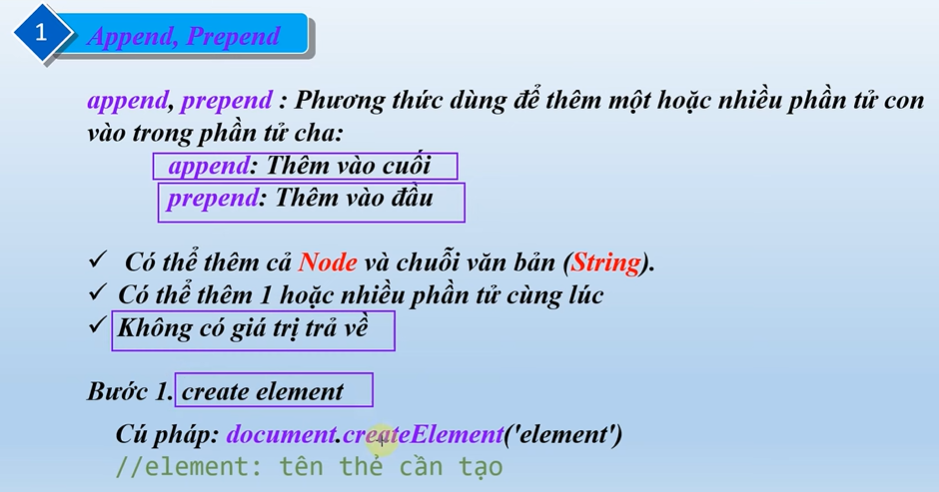 1
Append, Prepend
append, prepend : Phương thức dùng để thêm một hoặc nhiều phần tử con
vào trong phần tử cha:
append: Thêm vào cuối
prepend: Thêm vào đầu
✓ Có thể thêm cả Node và chuỗi văn bản (String).
✓ Có thể thêm 1 hoặc nhiều phần tử cùng lúc
✓ Không có giá trị trả về
Bước 1. create element
Cú pháp: document.createElement('element')
//element: tên thẻ cần tạo